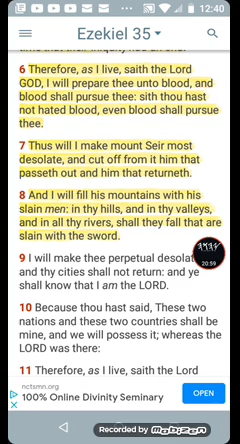 12:40
Ezekiel 35
6 Therefore, as I live, saith the Lord
GOD, I will prepare thee unto blood, and
blood shall pursue thee: sith thou hast
not hated blood, even blood shall pursue
thee.
7 Thus will I make mount Seir most
desolate, and cut off from it him that
passeth out and him that returneth.
8 And I will fill his mountains with his
slain men: in thy hills, and in thy valleys,
and in all thy rivers, shall they fall that are
slain with the sword.
9 I will make thee perpetual desolat
and thy cities shall not return: and ye
shall know that I am the LORD.
20:59
10 Because thou hast said, These two
nations and these two countries shall be
mine, and we will possess it; whereas the
LORD was there:
11 Therefore, as I live, saith the Lord
nctsmn.org
100% Online Divinity Seminary
OPEN
Recorded by Mobizen